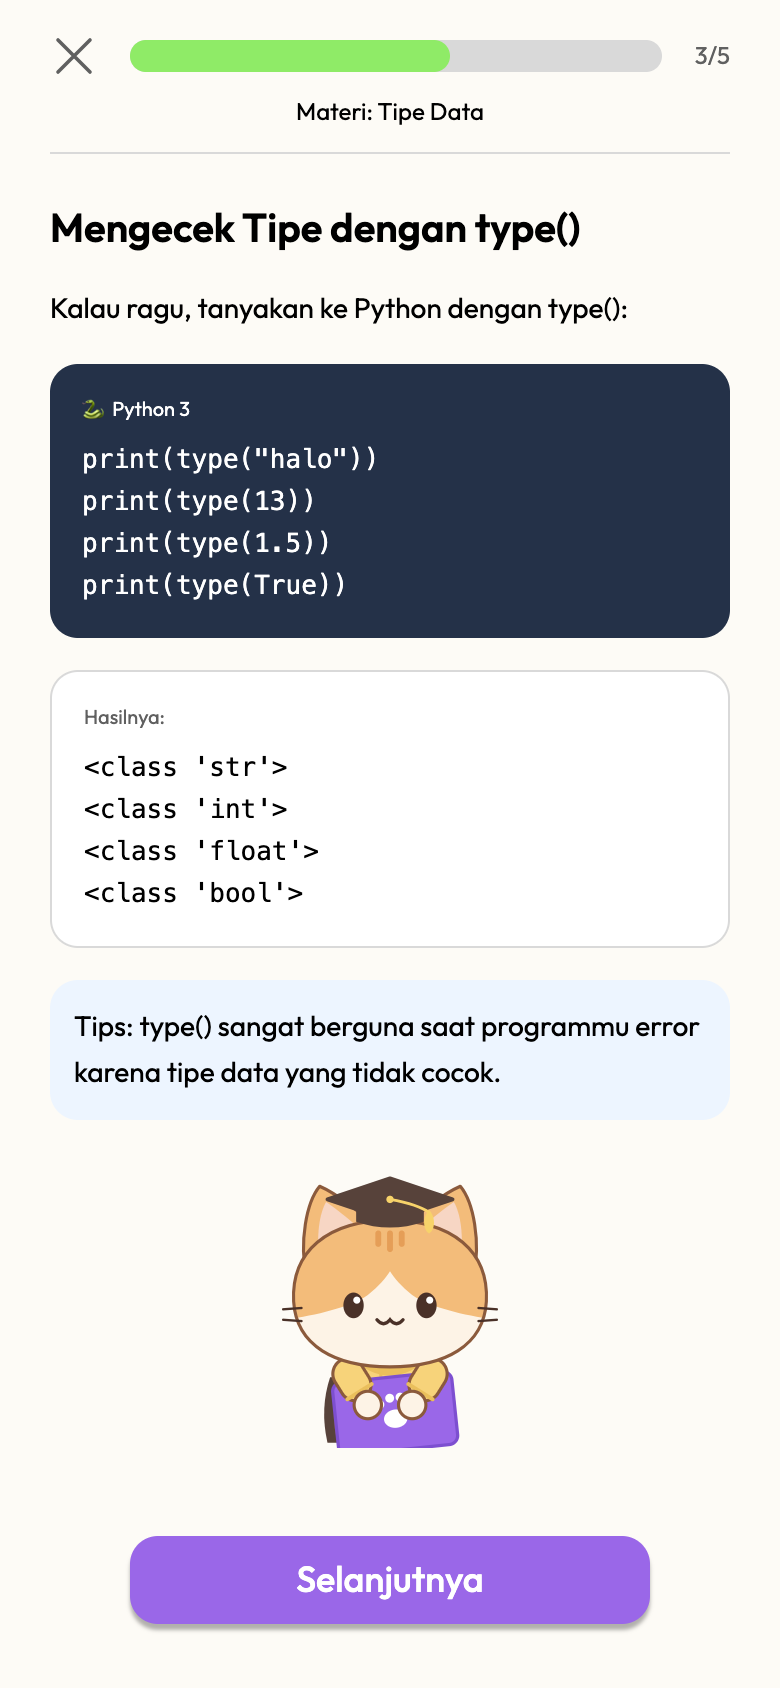 3/5
Materi: Tipe Data
Mengecek Tipe dengan type()
Kalau ragu, tanyakan ke Python dengan type():
Python 3
print(type("halo"))
print(type(13))
print(type(1.5))
print(type(True))
Hasilnya:
<class 'str'>
<class 'int'>
<class 'float'>
<class 'bool'>
Tips: type() sangat berguna saat programmu error
karena tipe data yang tidak cocok.
Selanjutnya